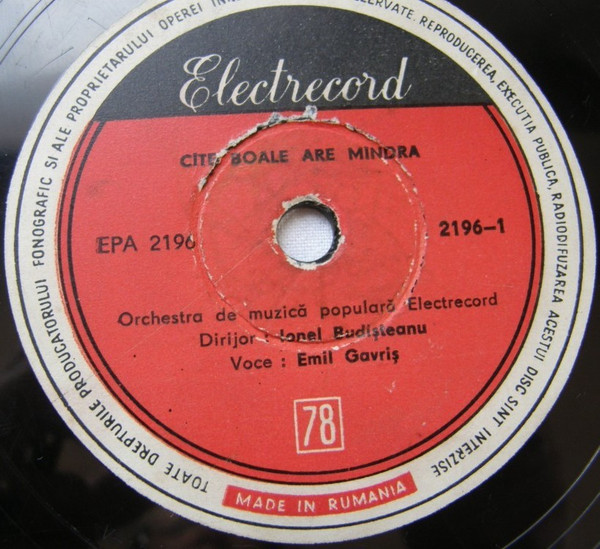 TOATE DREPTURILE PRODUCATORULUI FONOGRAFIC SI ALE PROPRIETARULUI OPEREI REZERVATE. REPRODUCEREA, EXECUTIA PUBLICA, RADIODIFUZAREA ACESTUI DISC SINT INTERZISE
Electrecord
CÎTE BOALE ARE MINDRA
EPA 2196
2196-1
Orchestra de muzică populară Electrecord
Dirijor : Ionel Budişteanu
Voce : Emil Gavriş
78
MADE IN RUMANIA